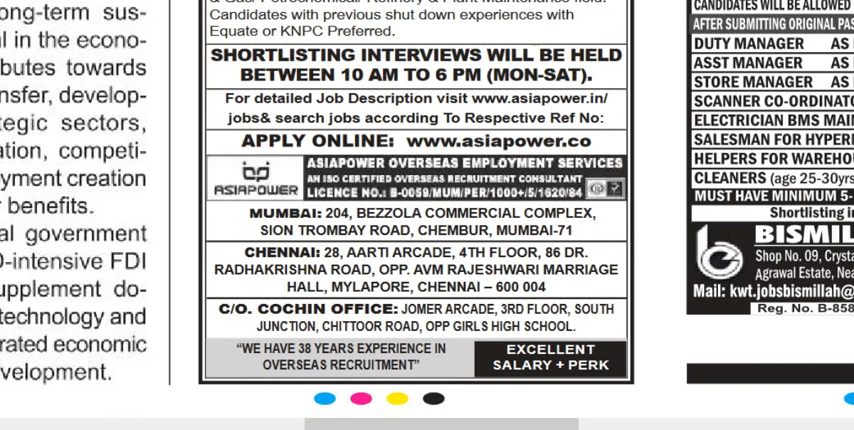 ong-term sus-
l in the econo-
butes towards
nsfer, develop-
tegic sectors,
ation, competi-
yment creation
benefits.
al government
-intensive FDI
upplement do-
technology and
rated economic
velopment.
& Gas/ Petrochemical/ Refinery & Plant Maintenance field.
Candidates with previous shut down experiences with
Equate or KNPC Preferred.
SHORTLISTING INTERVIEWS WILL BE HELD
BETWEEN 10 AM TO 6 PM (MON-SAT).
For detailed Job Description visit www.asiapower.in/
jobs& search jobs according To Respective Ref No:
APPLY ONLINE: www.asiapower.co
ASIAPOWER
ASIAPOWER OVERSEAS EMPLOYMENT SERVICES
AN ISO CERTIFIED OVERSEAS RECRUITMENT CONSULTANT
LICENCE NO.: B-0059/MUM/PER/1000+/5/1620/84
MUMBAI: 204, BEZZOLA COMMERCIAL COMPLEX,
SION TROMBAY ROAD, CHEMBUR, MUMBAI-71
CHENNAI: 28, AARTI ARCADE, 4TH FLOOR, 86 DR.
RADHAKRISHNA ROAD, OPP. AVM RAJESHWARI MARRIAGE
HALL, MYLAPORE, CHENNAI – 600 004
C/O. COCHIN OFFICE: JOMER ARCADE, 3RD FLOOR, SOUTH
JUNCTION, CHITTOOR ROAD, OPP GIRLS HIGH SCHOOL.
“WE HAVE 38 YEARS EXPERIENCE IN
OVERSEAS RECRUITMENT”
EXCELLENT
SALARY + PERK
CANDIDATES WILL BE ALLOWED
AFTER SUBMITTING ORIGINAL PAS
DUTY MANAGER AS
ASST MANAGER AS
STORE MANAGER AS
SCANNER CO-ORDINATO
ELECTRICIAN BMS MAIN
SALESMAN FOR HYPER
HELPERS FOR WAREHOU
CLEANERS (age 25-30yrs
MUST HAVE MINIMUM 5-
Shortlisting in
BISMIL
Shop No. 09, Crysta
Agrawal Estate, Nea
Mail: kwt.jobsbismillah@
Reg. No. B-858